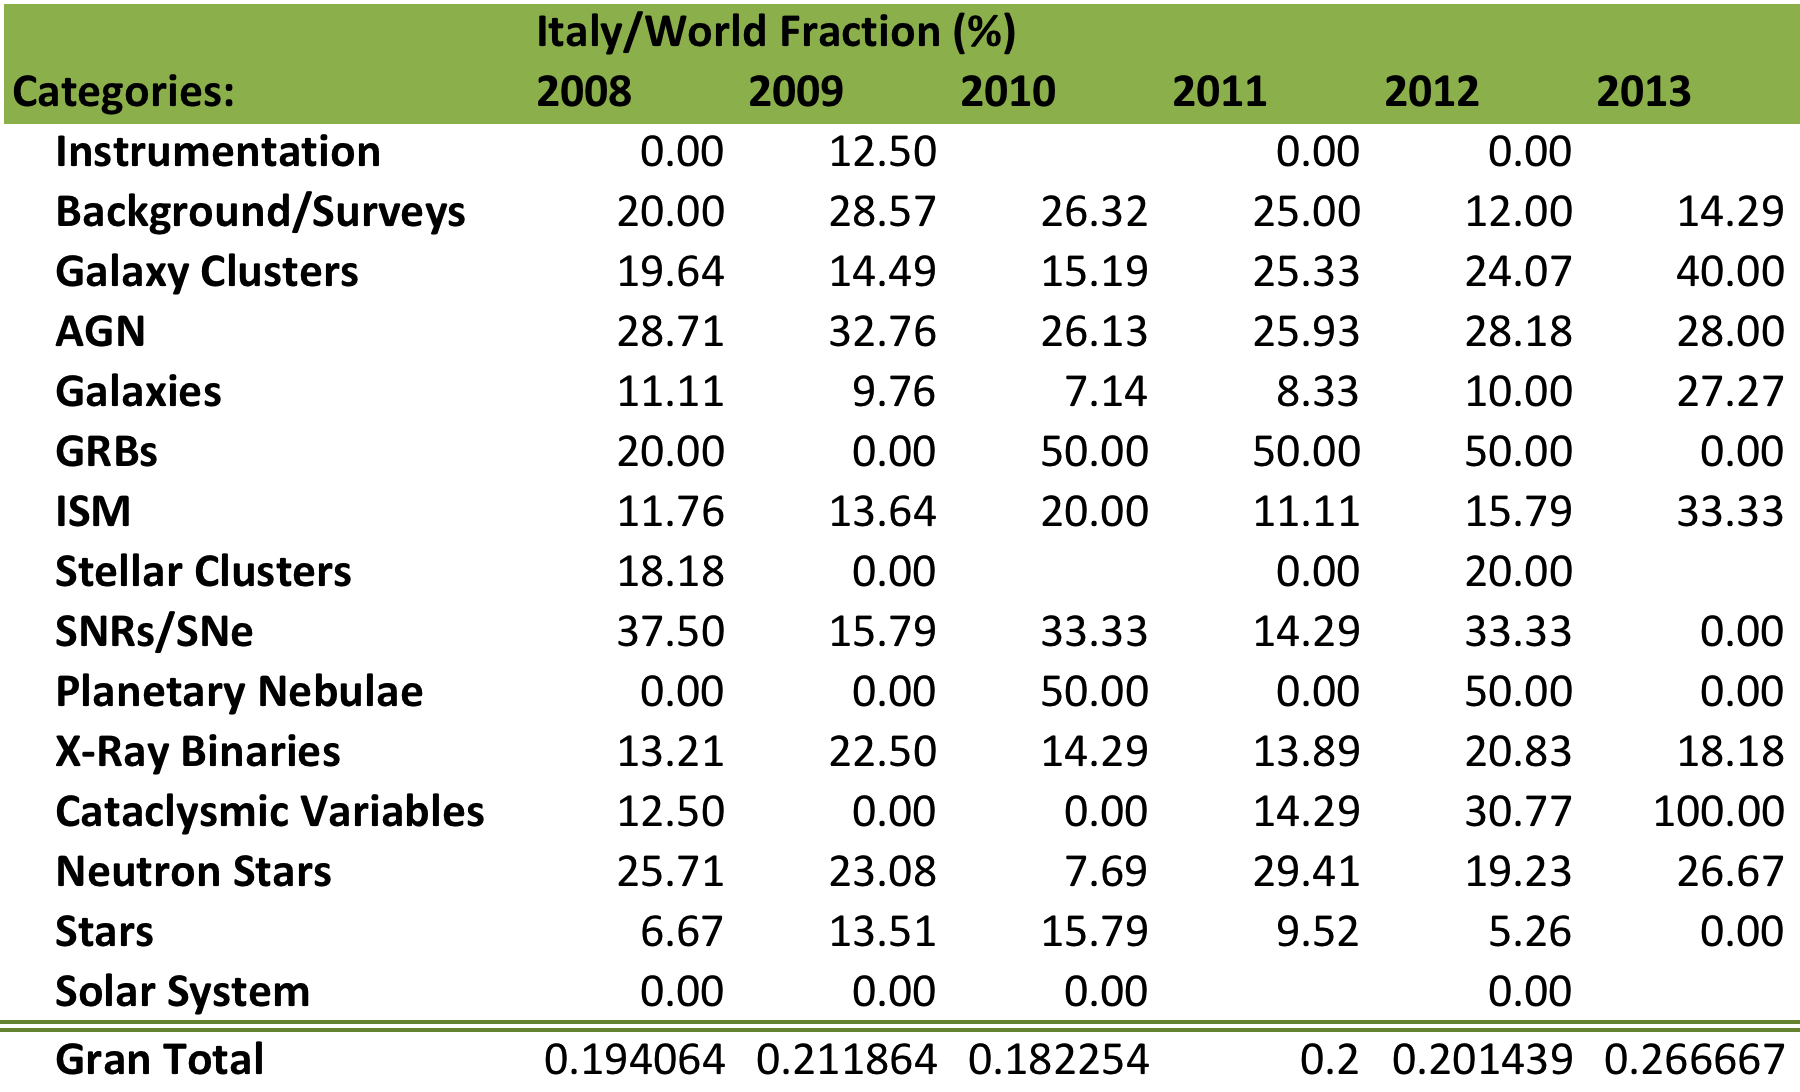 Italy/World Fraction (%)
Categories: 2008 2009 2010 2011 2012 2013
Instrumentation 0.00 12.50 0.00 0.00
Background/Surveys 20.00 28.57 26.32 25.00 12.00 14.29
Galaxy Clusters 19.64 14.49 15.19 25.33 24.07 40.00
AGN 28.71 32.76 26.13 25.93 28.18 28.00
Galaxies 11.11 9.76 7.14 8.33 10.00 27.27
GRBs 20.00 0.00 50.00 50.00 50.00 0.00
ISM 11.76 13.64 20.00 11.11 15.79 33.33
Stellar Clusters 18.18 0.00 0.00 20.00
SNRs/SNe 37.50 15.79 33.33 14.29 33.33 0.00
Planetary Nebulae 0.00 0.00 50.00 0.00 50.00 0.00
X-Ray Binaries 13.21 22.50 14.29 13.89 20.83 18.18
Cataclysmic Variables 12.50 0.00 0.00 14.29 30.77 100.00
Neutron Stars 25.71 23.08 7.69 29.41 19.23 26.67
Stars 6.67 13.51 15.79 9.52 5.26 0.00
Solar System 0.00 0.00 0.00 0.00
Gran Total 0.194064 0.211864 0.182254 0.2 0.201439 0.266667